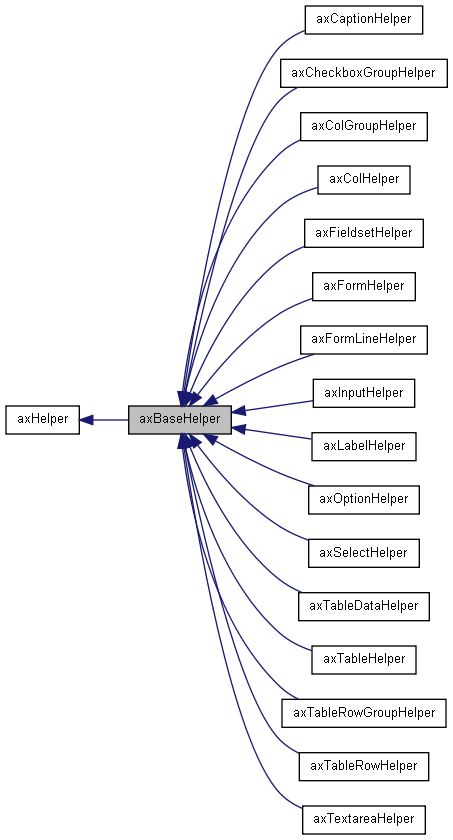 axCaptionHelper
axCheckboxGroupHelper
axColGroupHelper
axColHelper
axFieldsetHelper
axFormHelper
axFormLineHelper
axInputHelper
axHelper
axBaseHelper
axLabelHelper
axOptionHelper
axSelectHelper
axTableDataHelper
axTableHelper
axTableRowGroupHelper
axTableRowHelper
axTextareaHelper